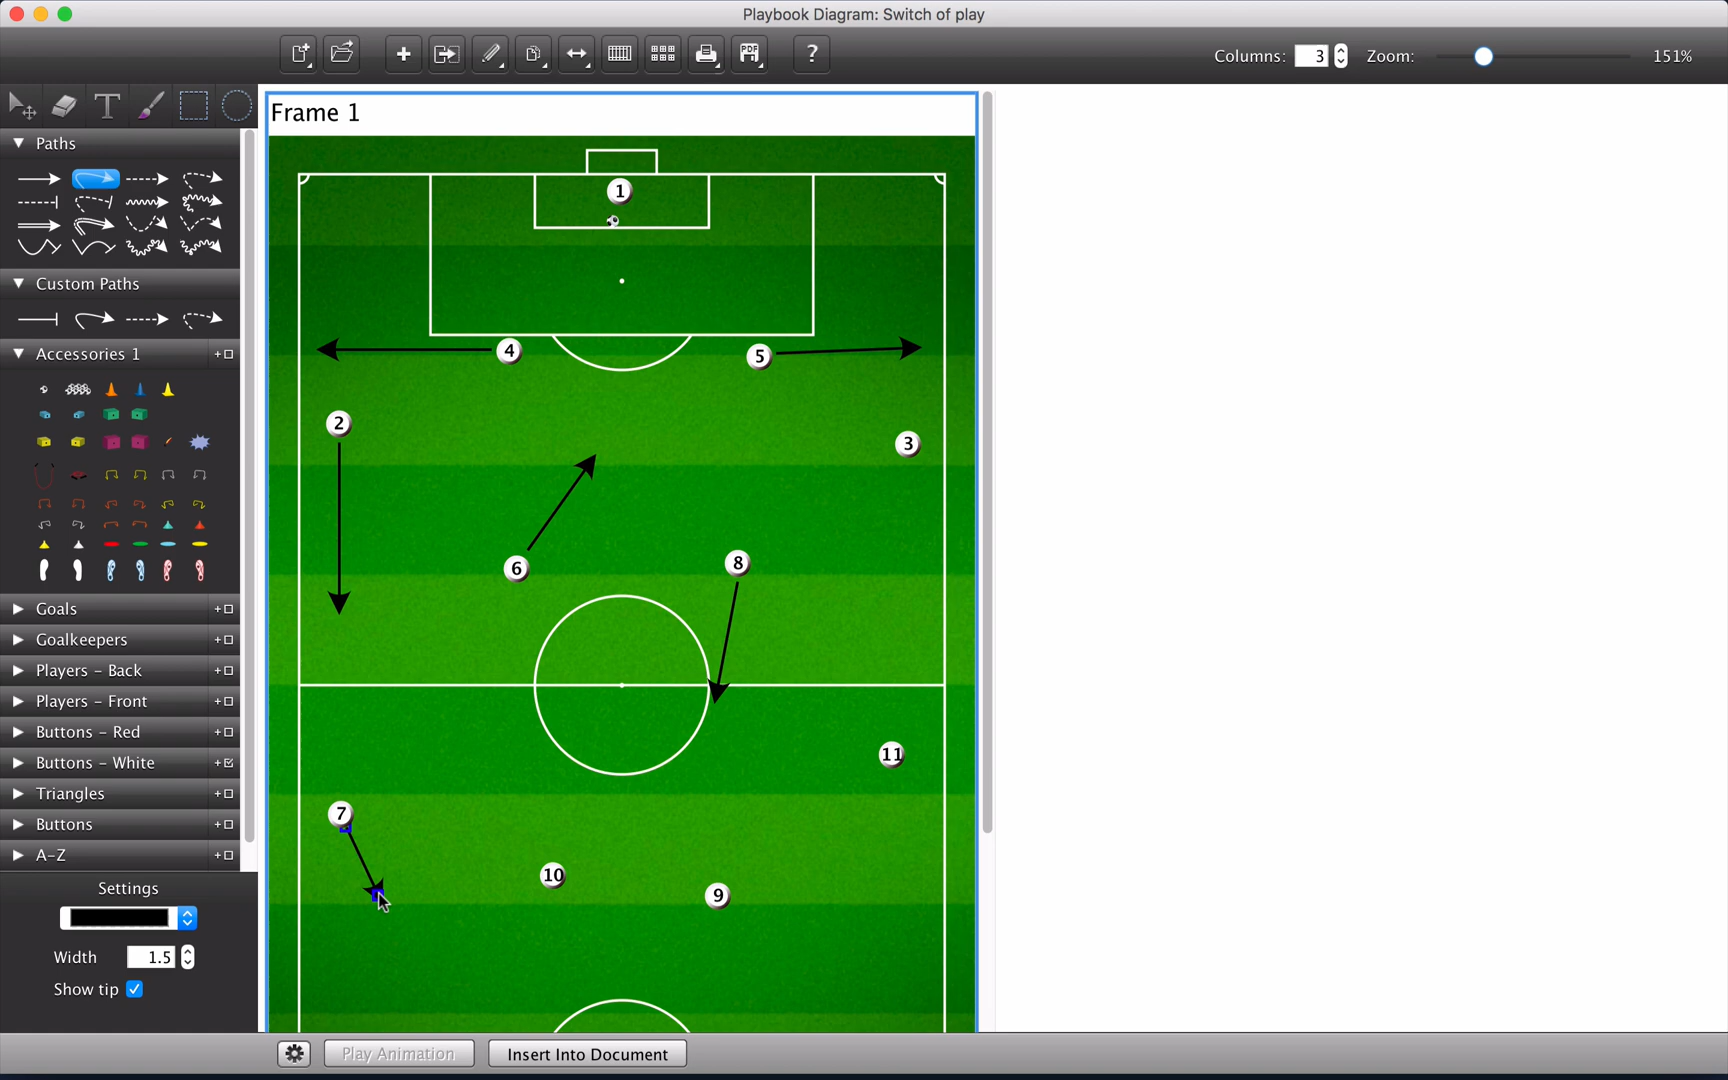 Playbook Diagram: Switch of play
PDF
?
Columns: 3
Zoom: 151%
T
Frame 1
Paths
Custom Paths
Accessories 1
Goals
Goalkeepers
Players – Back
Players – Front
Buttons – Red
Buttons – White
Triangles
Buttons
A–Z
Settings
Width 1.5
Show tip
1
4
5
2
3
6
8
11
7
10
9
Play Animation
Insert Into Document